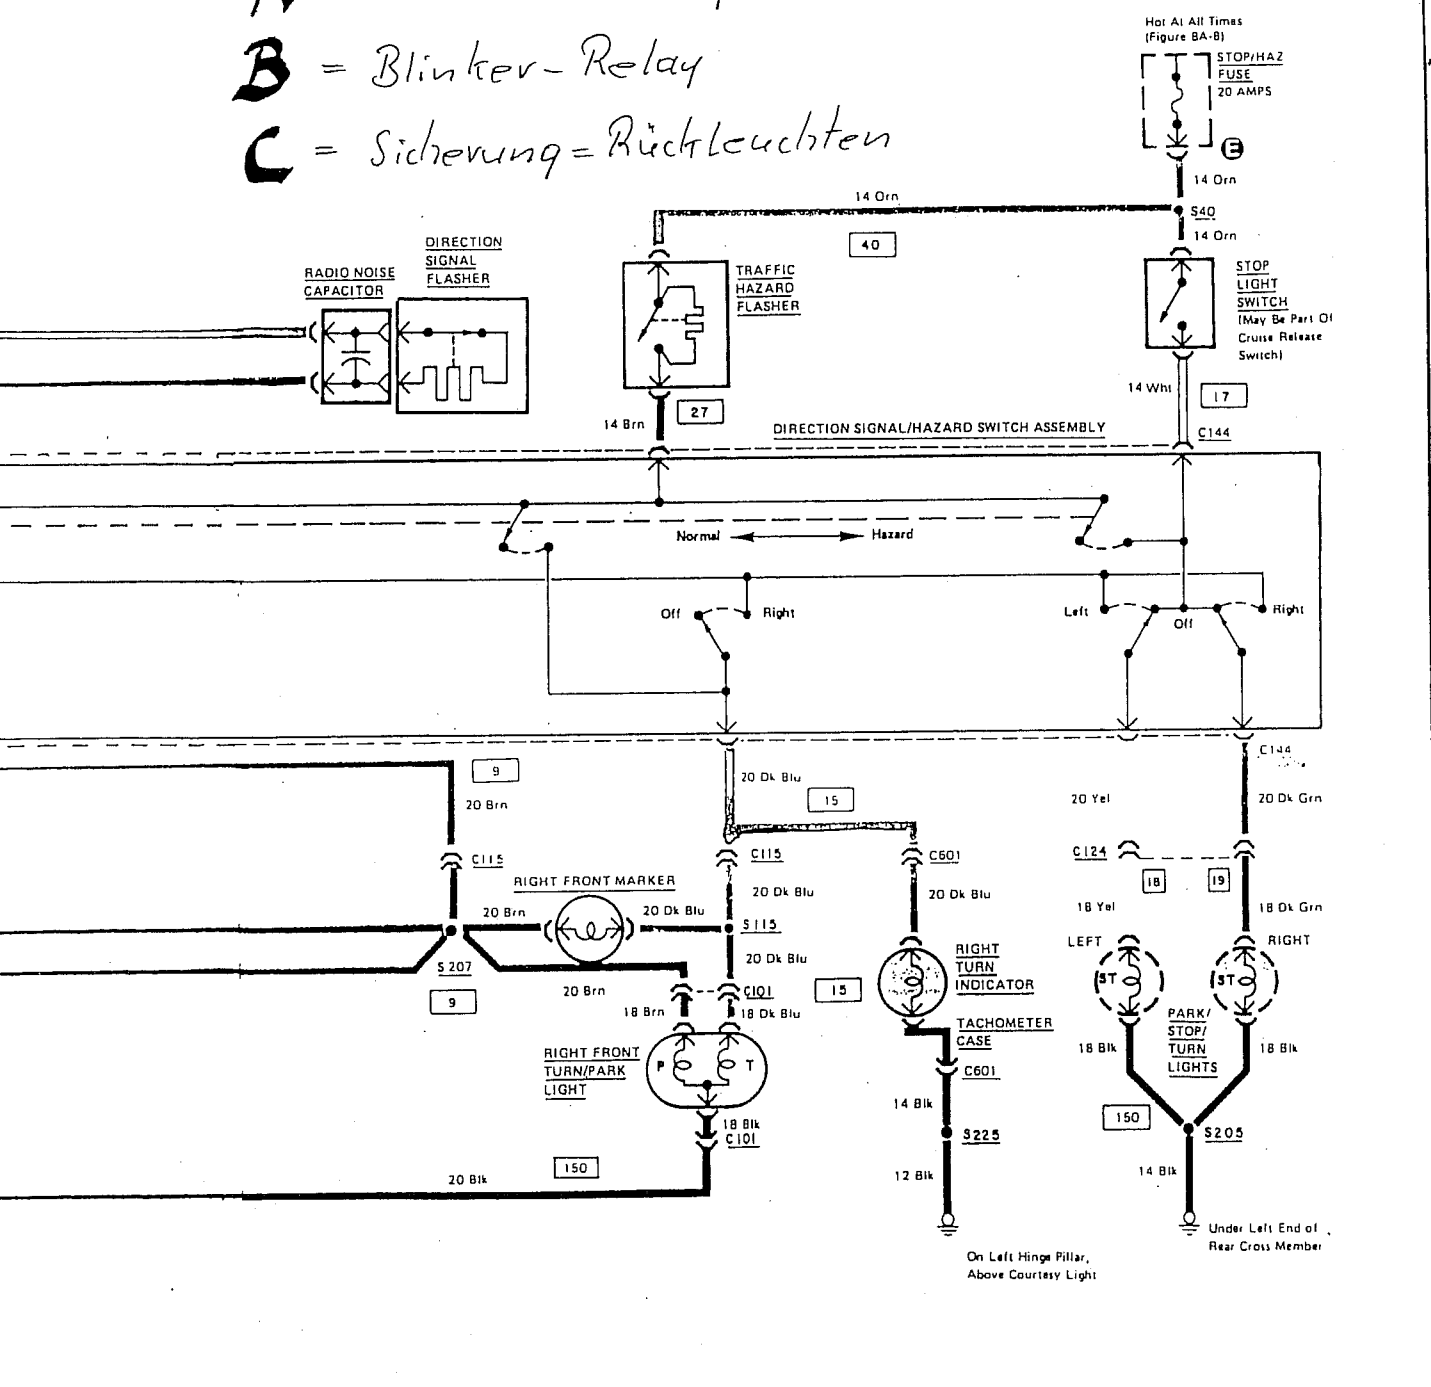 B = Blinker-Relay
C = Sicherung = Rückleuchten
Hot At All Times
(Figure 8A-8)
STOP/HAZ
FUSE
20 AMPS
E
14 Orn
14 Orn
S40
14 Orn
40
DIRECTION
SIGNAL
FLASHER
RADIO NOISE
CAPACITOR
TRAFFIC
HAZARD
FLASHER
STOP
LIGHT
SWITCH
(May Be Part Of
Cruise Release
Switch)
14 Wht
17
27
14 Brn
DIRECTION SIGNAL/HAZARD SWITCH ASSEMBLY
C144
Normal
Hazard
Off
Right
Left
Off
Right
9
20 Dk Blu
C144
20 Brn
15
20 Yel
20 Dk Grn
C115
C115
C601
C124
RIGHT FRONT MARKER
20 Dk Blu
20 Dk Blu
18
19
20 Brn
20 Dk Blu
S115
18 Yel
18 Dk Grn
LEFT
RIGHT
S207
20 Dk Blu
RIGHT
TURN
INDICATOR
9
20 Brn
C101
15
ST
ST
18 Brn
18 Dk Blu
TACHOMETER
CASE
PARK/
STOP/
TURN
LIGHTS
18 Blk
18 Blk
RIGHT FRONT
TURN/PARK
LIGHT
P
T
C601
14 Blk
18 Blk
C101
150
S225
S205
150
20 Blk
12 Blk
14 Blk
Under Left End of
Rear Cross Member
On Left Hinge Pillar,
Above Courtesy Light